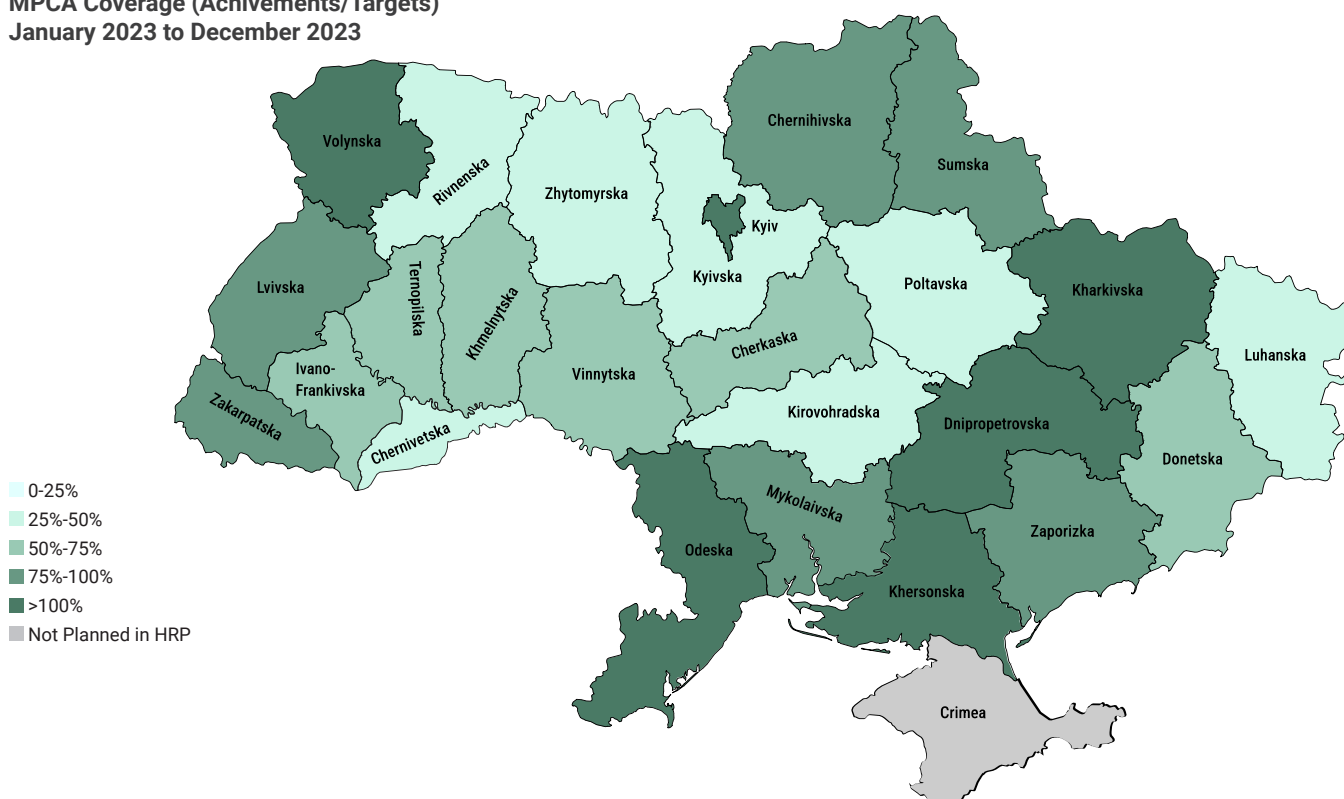 MPCA Coverage (Achivements/Targets)
January 2023 to December 2023
Chernihivska
Volynska
Sumska
Rivnenska
Zhytomyrska
Kyiv
Kyivska
Poltavska
Lvivska
Ternopilska
Khmelnytska
Kharkivska
Cherkaska
Luhanska
Ivano-
Frankivska
Vinnytska
Zakarpatska
Kirovohradska
Dnipropetrovska
Chernivetska
Donetska
Mykolaivska
Zaporizka
Odeska
Khersonska
Crimea
0-25%
25%-50%
50%-75%
75%-100%
>100%
Not Planned in HRP